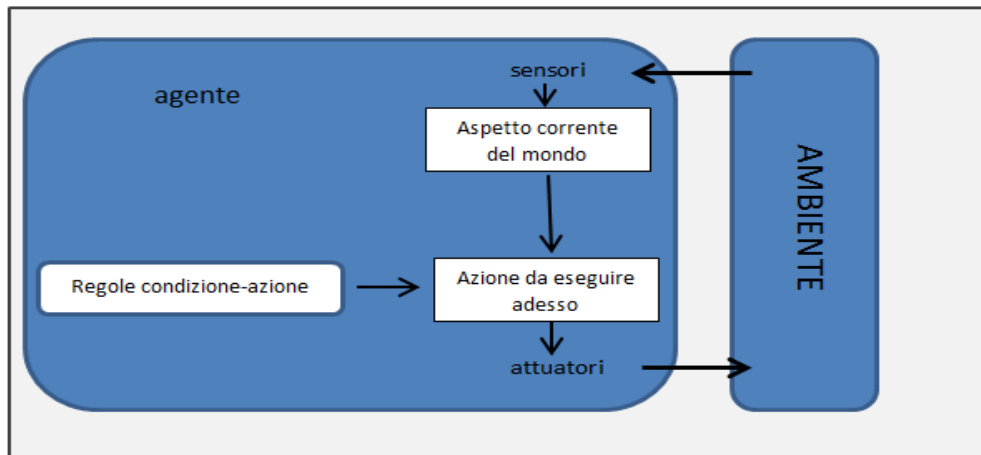 sensori
agente
Aspetto corrente
del mondo
AMBIENTE
Regole condizione-azione
Azione da eseguire
adesso
attuatori